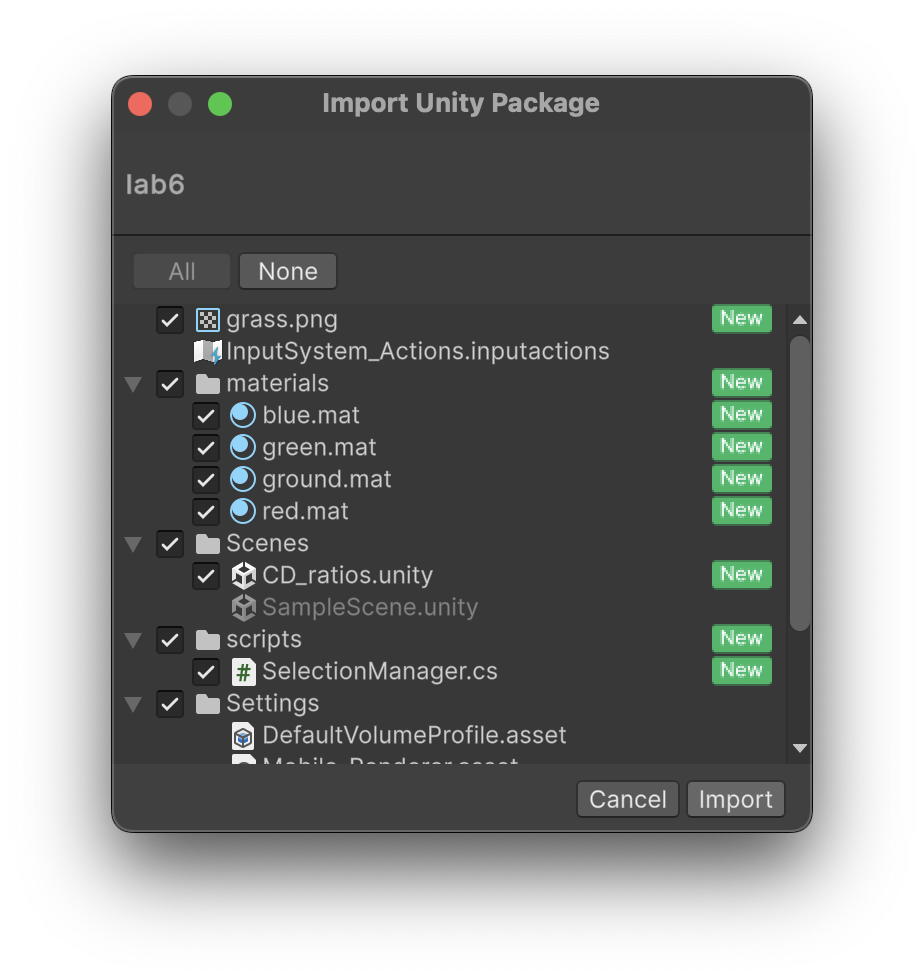 Import Unity Package
lab6
All None
grass.png New
InputSystem_Actions.inputactions
materials New
blue.mat New
green.mat New
ground.mat New
red.mat New
Scenes
CD_ratios.unity New
SampleScene.unity
scripts New
# SelectionManager.cs New
Settings
DefaultVolumeProfile.asset
Mobile_Renderer.asset
Cancel Import